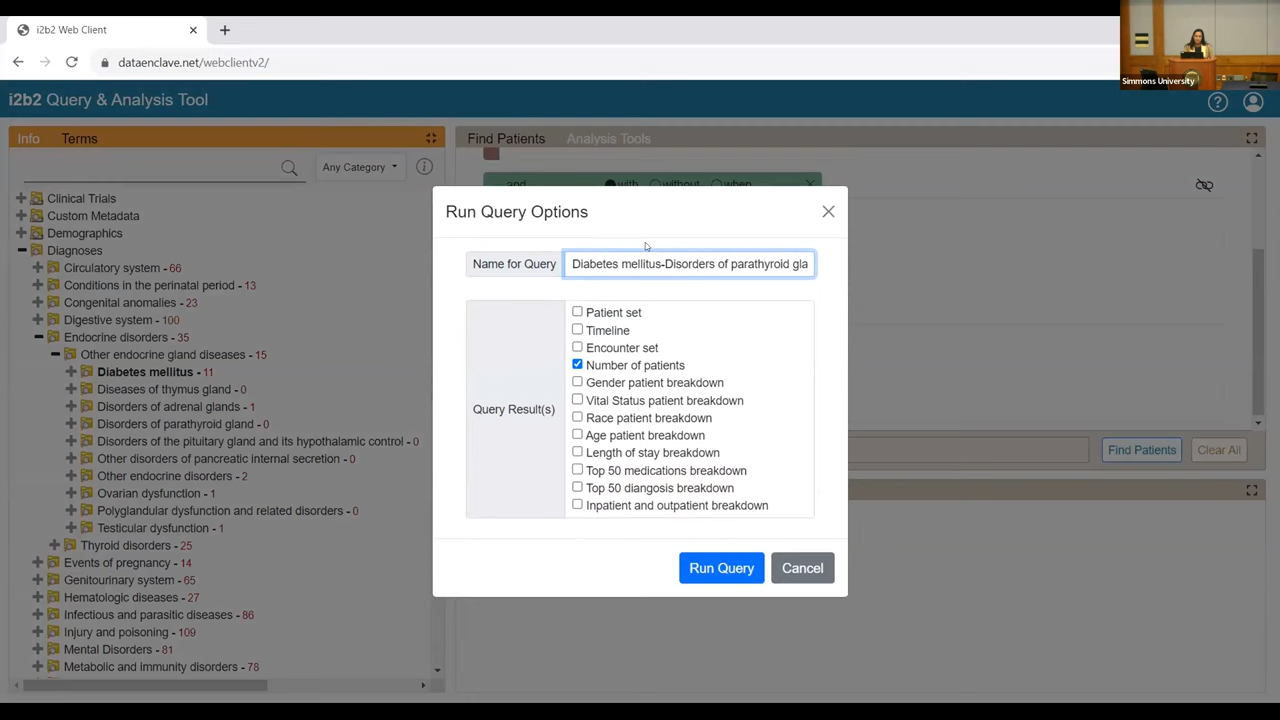 i2b2 Web Client
dataenclave.net/webclientv2/
Simmons University
i2b2 Query & Analysis Tool
Info Terms
Any Category
Clinical Trials
Custom Metadata
Demographics
Diagnoses
Circulatory system - 66
Conditions in the perinatal period - 13
Congenital anomalies - 23
Digestive system - 100
Endocrine disorders - 35
Other endocrine gland diseases - 15
Diabetes mellitus - 11
Diseases of thymus gland - 0
Disorders of adrenal glands - 1
Disorders of parathyroid gland - 0
Disorders of the pituitary gland and its hypothalamic control - 0
Other disorders of pancreatic internal secretion - 0
Other endocrine disorders - 2
Ovarian dysfunction - 1
Polyglandular dysfunction and related disorders - 0
Testicular dysfunction - 1
Thyroid disorders - 25
Events of pregnancy - 14
Genitourinary system - 65
Hematologic diseases - 27
Infectious and parasitic diseases - 86
Injury and poisoning - 109
Mental Disorders - 81
Metabolic and immunity disorders - 78
Find Patients Analysis Tools
and with without when
Run Query Options
Name for Query Diabetes mellitus-Disorders of parathyroid gla
Query Result(s)
Patient set
Timeline
Encounter set
Number of patients
Gender patient breakdown
Vital Status patient breakdown
Race patient breakdown
Age patient breakdown
Length of stay breakdown
Top 50 medications breakdown
Top 50 diangosis breakdown
Inpatient and outpatient breakdown
Run Query Cancel
Find Patients Clear All